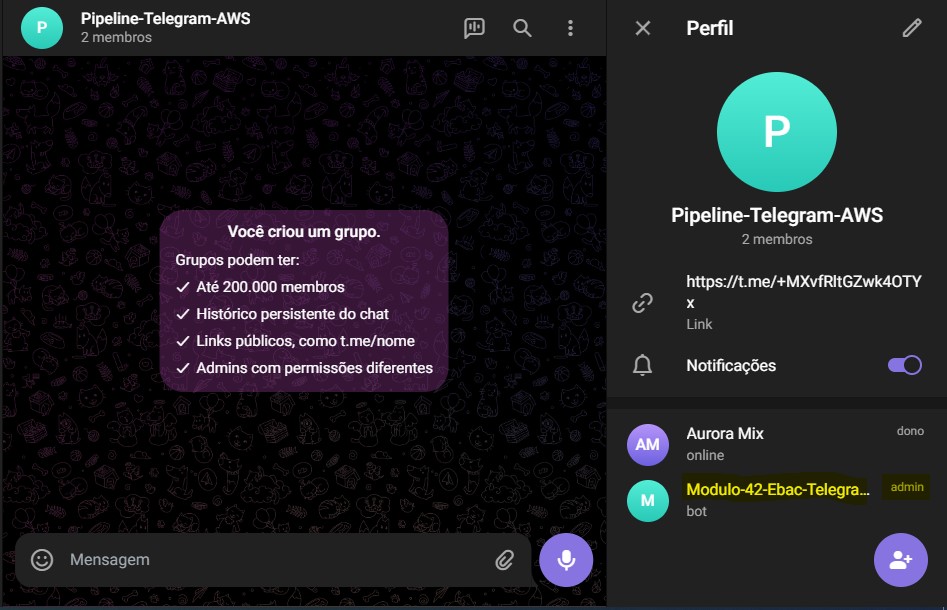 P
Pipeline-Telegram-AWS
2 membros
Você criou um grupo.
Grupos podem ter:
Até 200.000 membros
Histórico persistente do chat
Links públicos, como t.me/nome
Admins com permissões diferentes
Mensagem
Perfil
P
Pipeline-Telegram-AWS
2 membros
https://t.me/+MXvfRltGZwk4OTY
x
Link
Notificações
AM
Aurora Mix
dono
online
M
Modulo-42-Ebac-Telegra...
admin
bot